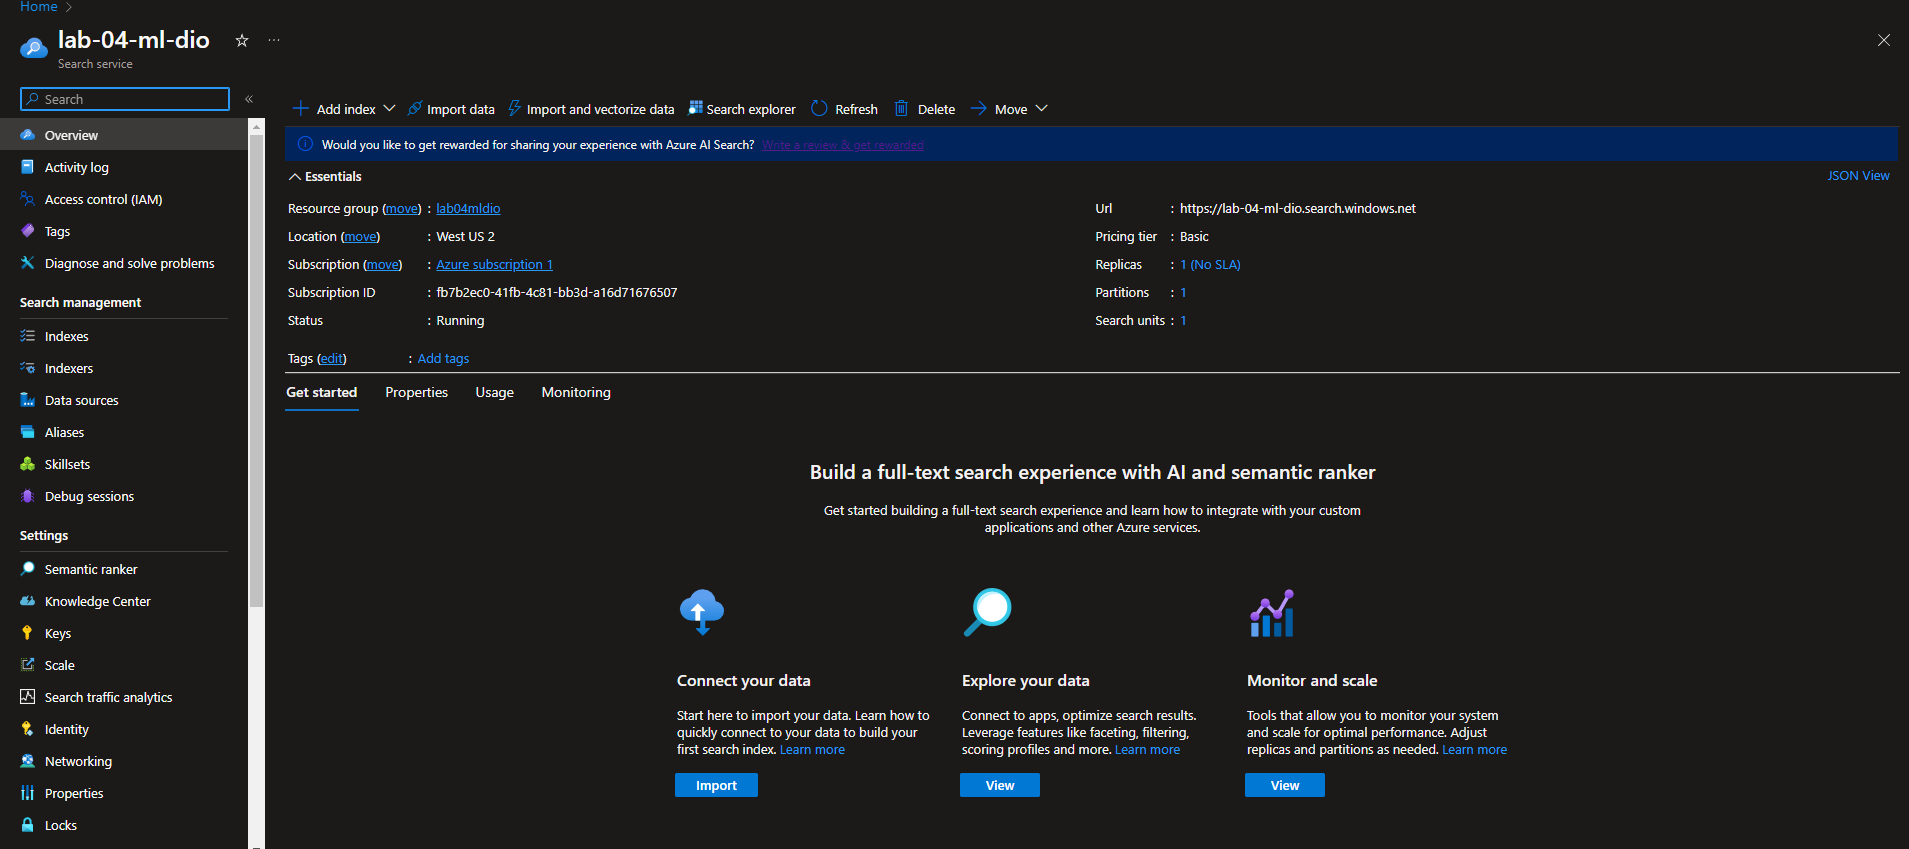 Home
lab-04-ml-dio
Search service
Search
Overview
Activity log
Access control (IAM)
Tags
Diagnose and solve problems
Search management
Indexes
Indexers
Data sources
Aliases
Skillsets
Debug sessions
Settings
Semantic ranker
Knowledge Center
Keys
Scale
Search traffic analytics
Identity
Networking
Properties
Locks
Add index Import data Import and vectorize data Search explorer Refresh Delete Move
Would you like to get rewarded for sharing your experience with Azure AI Search? Write a review & get rewarded
Essentials
JSON View
Resource group (move) : lab04mldio
Location (move) : West US 2
Subscription (move) : Azure subscription 1
Subscription ID : fb7b2ec0-41fb-4c81-bb3d-a16d71676507
Status : Running
Url : https://lab-04-ml-dio.search.windows.net
Pricing tier : Basic
Replicas : 1 (No SLA)
Partitions : 1
Search units : 1
Tags (edit) : Add tags
Get started Properties Usage Monitoring
Build a full-text search experience with AI and semantic ranker
Get started building a full-text search experience and learn how to integrate with your custom
applications and other Azure services.
Connect your data
Start here to import your data. Learn how to
quickly connect to your data to build your
first search index. Learn more
Import
Explore your data
Connect to apps, optimize search results.
Leverage features like faceting, filtering,
scoring profiles and more. Learn more
View
Monitor and scale
Tools that allow you to monitor your system
and scale for optimal performance. Adjust
replicas and partitions as needed. Learn more
View